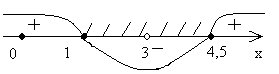 + +
0 1 3 − 4,5 x